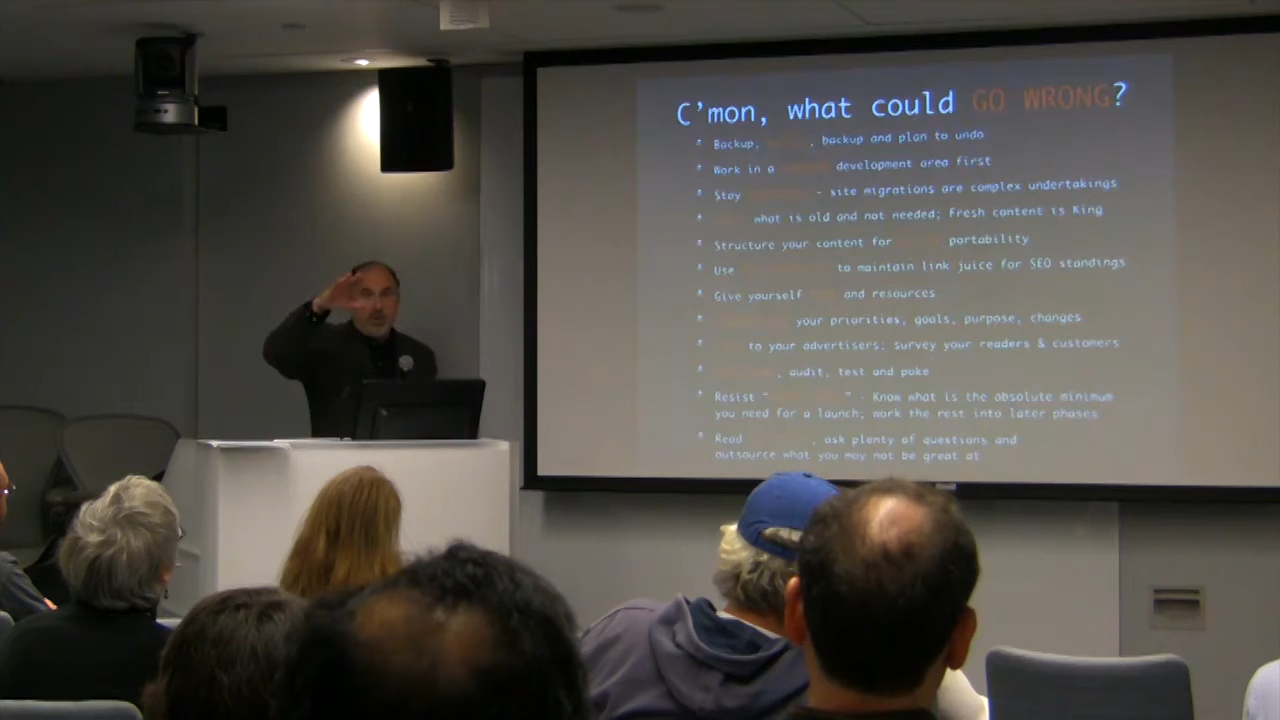 C'mon, what could GO WRONG?
* Backup, , backup and plan to undo
* Work in a development area first
* Stay - site migrations are complex undertakings
* what is old and not needed; Fresh content is King
* Structure your content for portability
* Use to maintain link juice for SEO standings
* Give yourself and resources
* your priorities, goals, purpose, changes
* to your advertisers; survey your readers & customers
* , audit, test and poke
* Resist “ ” - Know what is the absolute minimum
you need for a launch; work the rest into later phases
* Read , ask plenty of questions and
outsource what you may not be great at